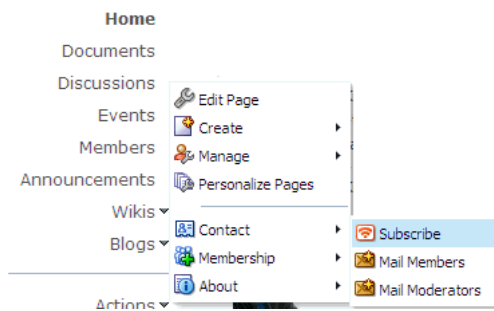 Home
Documents
Discussions
Events
Members
Announcements
Wikis
Blogs
Actions
Edit Page
Create
Manage
Personalize Pages
Contact
Membership
About
Subscribe
Mail Members
Mail Moderators